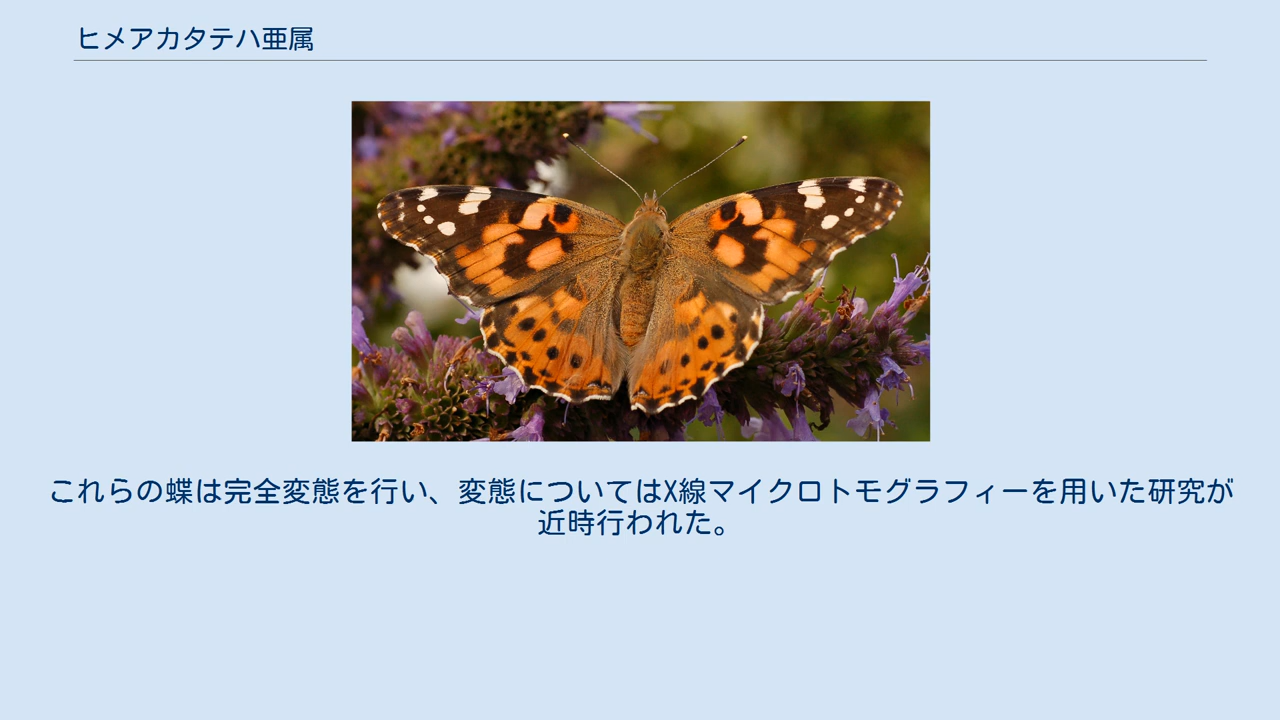 ヒメアカタテハ亜属
これらの蝶は完全変態を行い、変態についてはX線マイクロトモグラフィーを用いた研究が
近時行われた。